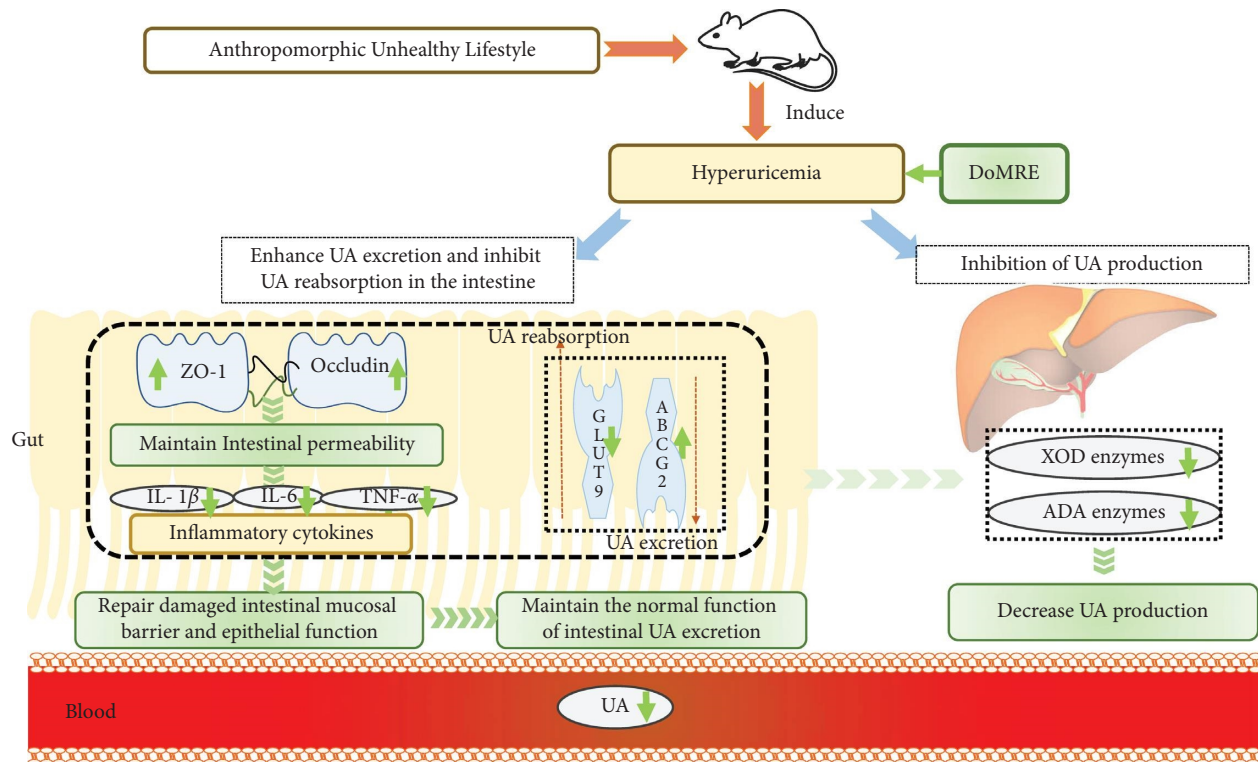 Anthropomorphic Unhealthy Lifestyle
Induce
Hyperuricemia
DoMRE
Enhance UA excretion and inhibit
UA reabsorption in the intestine
Inhibition of UA production
UA reabsorption
ZO-1
Occludin
GLUT9
ABCG2
Gut
Maintain Intestinal permeability
IL- 1β
IL-6
TNF-α
Inflammatory cytokines
UA excretion
XOD enzymes
ADA enzymes
Repair damaged intestinal mucosal
barrier and epithelial function
Maintain the normal function
of intestinal UA excretion
Decrease UA production
Blood
UA